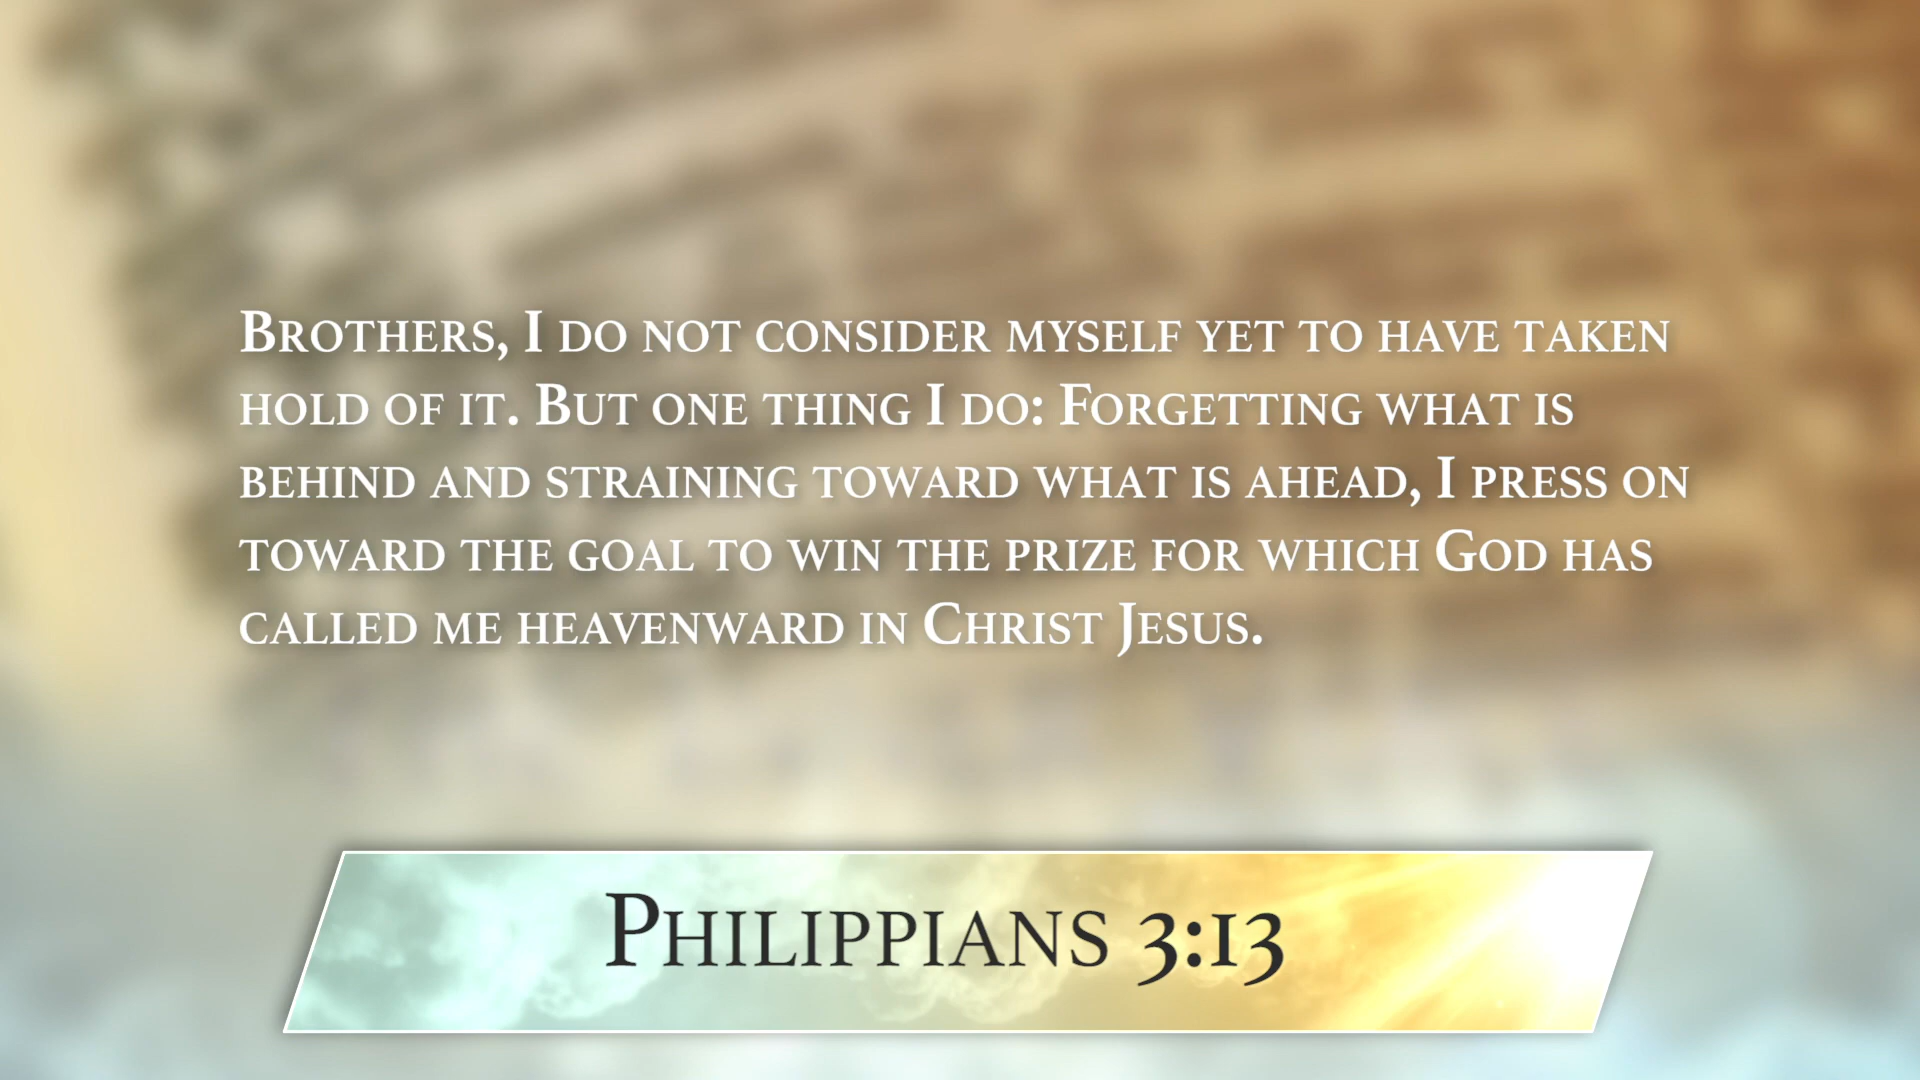 Brothers, I do not consider myself yet to have taken
hold of it. But one thing I do: Forgetting what is
behind and straining toward what is ahead, I press on
toward the goal to win the prize for which God has
called me heavenward in Christ Jesus.
Philippians 3:13